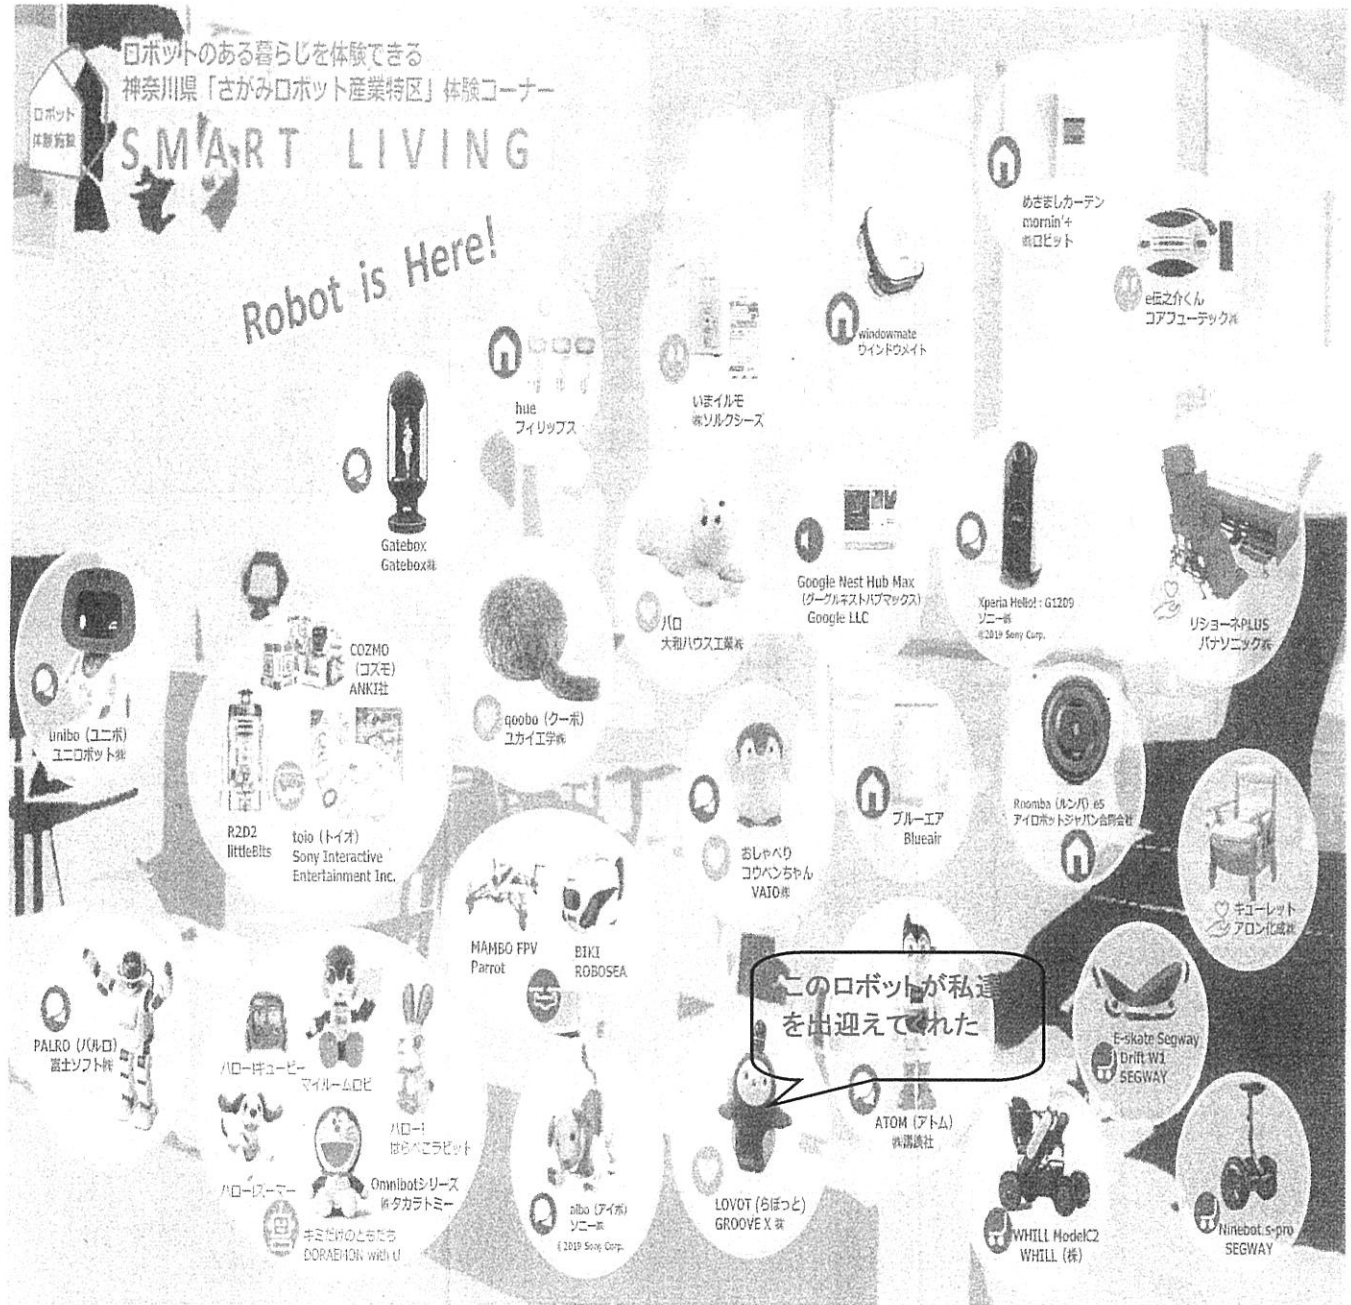 ロボットのある暮らしを体験できる
神奈川県「さがみロボット産業特区」体験コーナー
ロボット
体験施設
SMART LIVING
Robot is Here!
めざましカーテン
mornin'+
㈱ロビット
e伝之介くん
コアフューテック㈱
windowmate
ウインドウメイト
hue
フィリップス
いまイルモ
㈱ソルクシーズ
Gatebox
Gatebox㈱
パロ
大和ハウス工業㈱
Google Nest Hub Max
(グーグルネストハブマックス)
Google LLC
Xperia Hello! : G1209
ソニー㈱
©2019 Sony Corp.
リショーネPLUS
パナソニック㈱
unibo (ユニボ)
ユニロボット㈱
COZMO
(コズモ)
ANKI社
R2D2
littleBits
toio (トイオ)
Sony Interactive
Entertainment Inc.
qoobo (クーボ)
ユカイ工学㈱
おしゃべり
コウペンちゃん
VAIO㈱
ブルーエア
Blueair
Roomba (ルンバ) e5
アイロボットジャパン合同会社
キューレット
アロン化成㈱
MAMBO FPV
Parrot
BIKI
ROBOSEA
このロボットが私達
を出迎えてくれた
PALRO (パルロ)
富士ソフト㈱
ハロー!キューピー
マイルームロビ
ハロー!
はらぺこラビット
ハロー!ズーマー
Omnibotシリーズ
㈱タカラトミー
キミだけのともだち
DORAEMON with U
aibo (アイボ)
ソニー㈱
©2019 Sony Corp.
LOVOT (らぼっと)
GROOVE X ㈱
ATOM (アトム)
㈱講談社
E-skate Segway
Drift W1
SEGWAY
WHILL ModelC2
WHILL (株)
Ninebot s-pro
SEGWAY